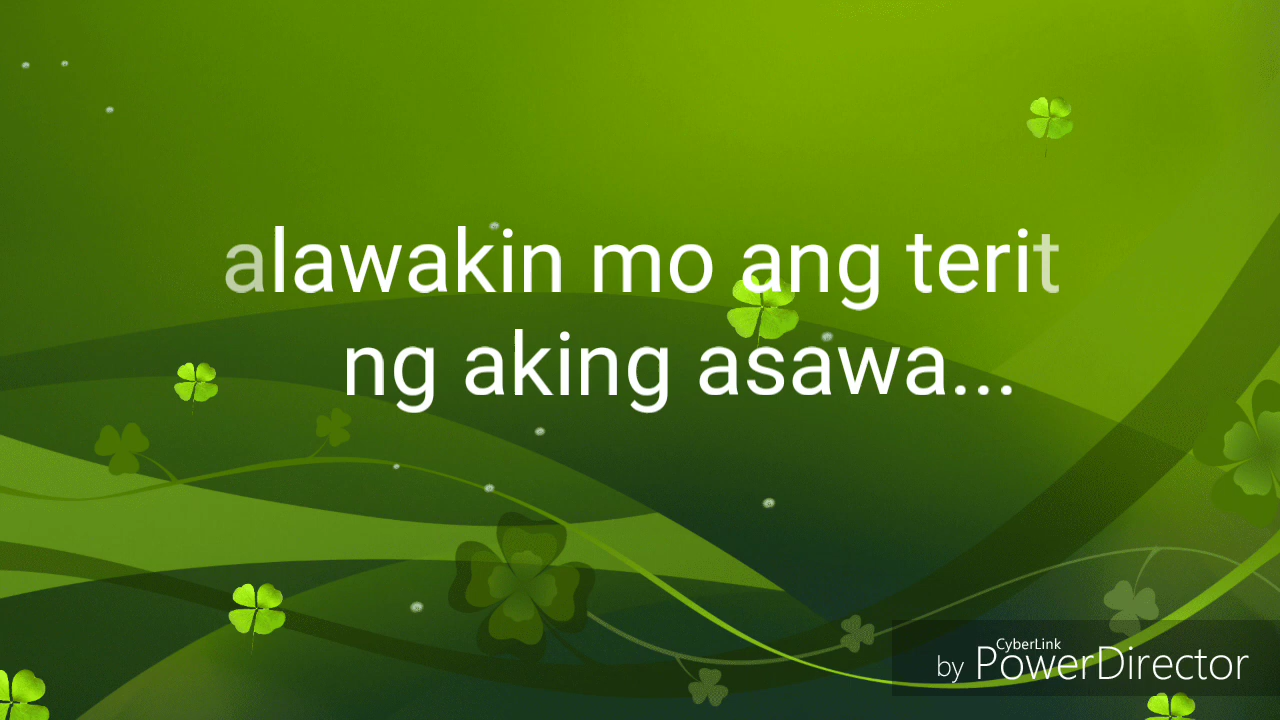 alawakin mo ang terit
ng aking asawa...
CyberLink
by PowerDirector